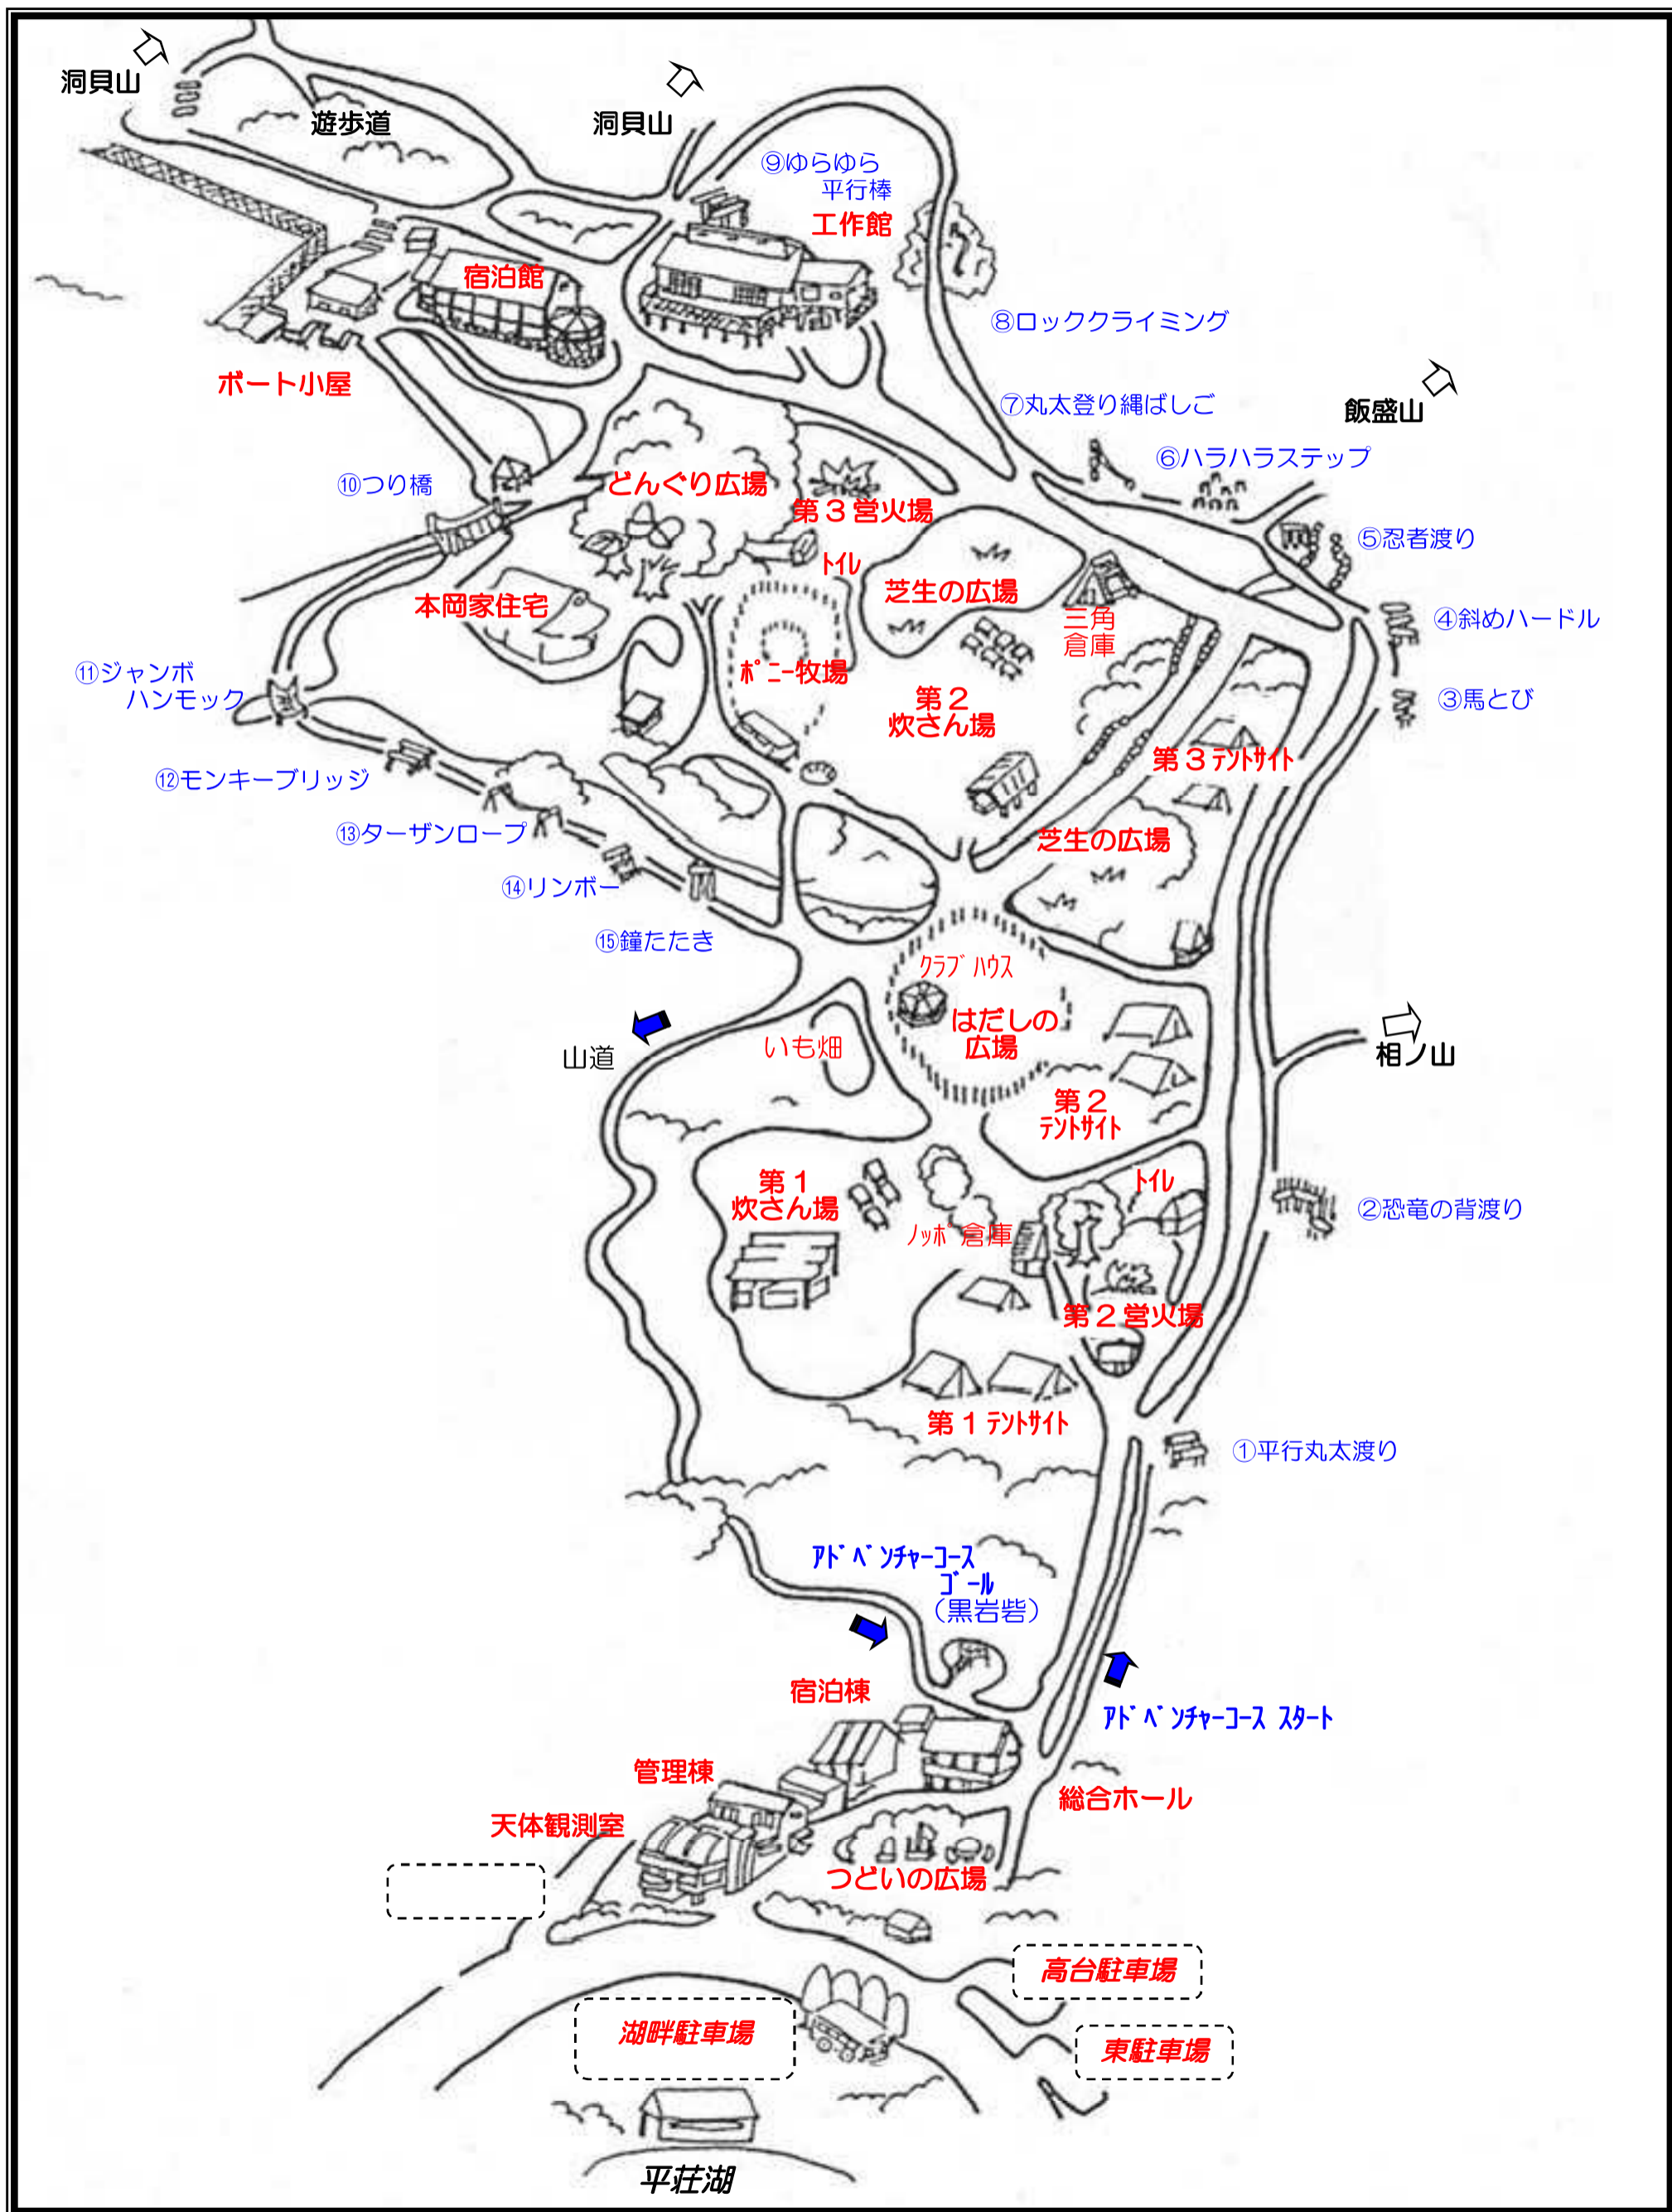 洞貝山
遊歩道
洞貝山
⑨ゆらゆら
平行棒
工作館
宿泊館
⑧ロッククライミング
ボート小屋
⑦丸太登り縄ばしご
飯盛山
⑥ハラハラステップ
⑩つり橋
どんぐり広場
第3営火場
⑤忍者渡り
ﾄｲﾚ
芝生の広場
本岡家住宅
三角
倉庫
④斜めハードル
⑪ジャンボ
ハンモック
ﾎﾟﾆｰ牧場
第2
炊さん場
③馬とび
第3ﾃﾝﾄｻｲﾄ
⑫モンキーブリッジ
⑬ターザンロープ
芝生の広場
⑭リンボー
⑮鐘たたき
ｸﾗﾌﾞﾊｳｽ
はだしの
広場
山道
いも畑
相ノ山
第2
ﾃﾝﾄｻｲﾄ
第1
炊さん場
ﾄｲﾚ
②恐竜の背渡り
ﾉｯﾎﾟ倉庫
第2営火場
第1ﾃﾝﾄｻｲﾄ
①平行丸太渡り
ｱﾄﾞﾍﾞﾝﾁｬｰｺｰｽ
ｺﾞｰﾙ
（黒岩砦）
宿泊棟
ｱﾄﾞﾍﾞﾝﾁｬｰｺｰｽ ｽﾀｰﾄ
管理棟
総合ホール
天体観測室
つどいの広場
高台駐車場
湖畔駐車場
東駐車場
平荘湖